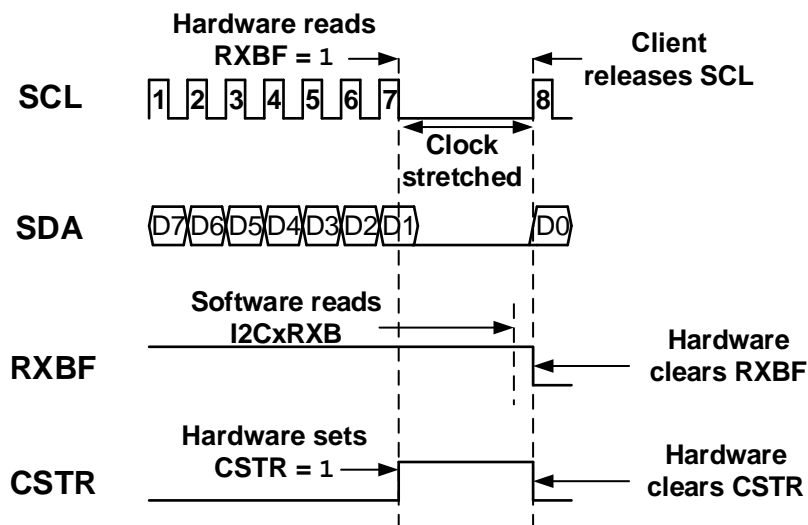 Hardware reads
RXBF = 1
Client
releases SCL
SCL
1 2 3 4 5 6 7 8
Clock
stretched
SDA
D7 D6 D5 D4 D3 D2 D1 D0
Software reads
I2CxRXB
RXBF
Hardware
clears RXBF
Hardware sets
CSTR = 1
CSTR
Hardware
clears CSTR